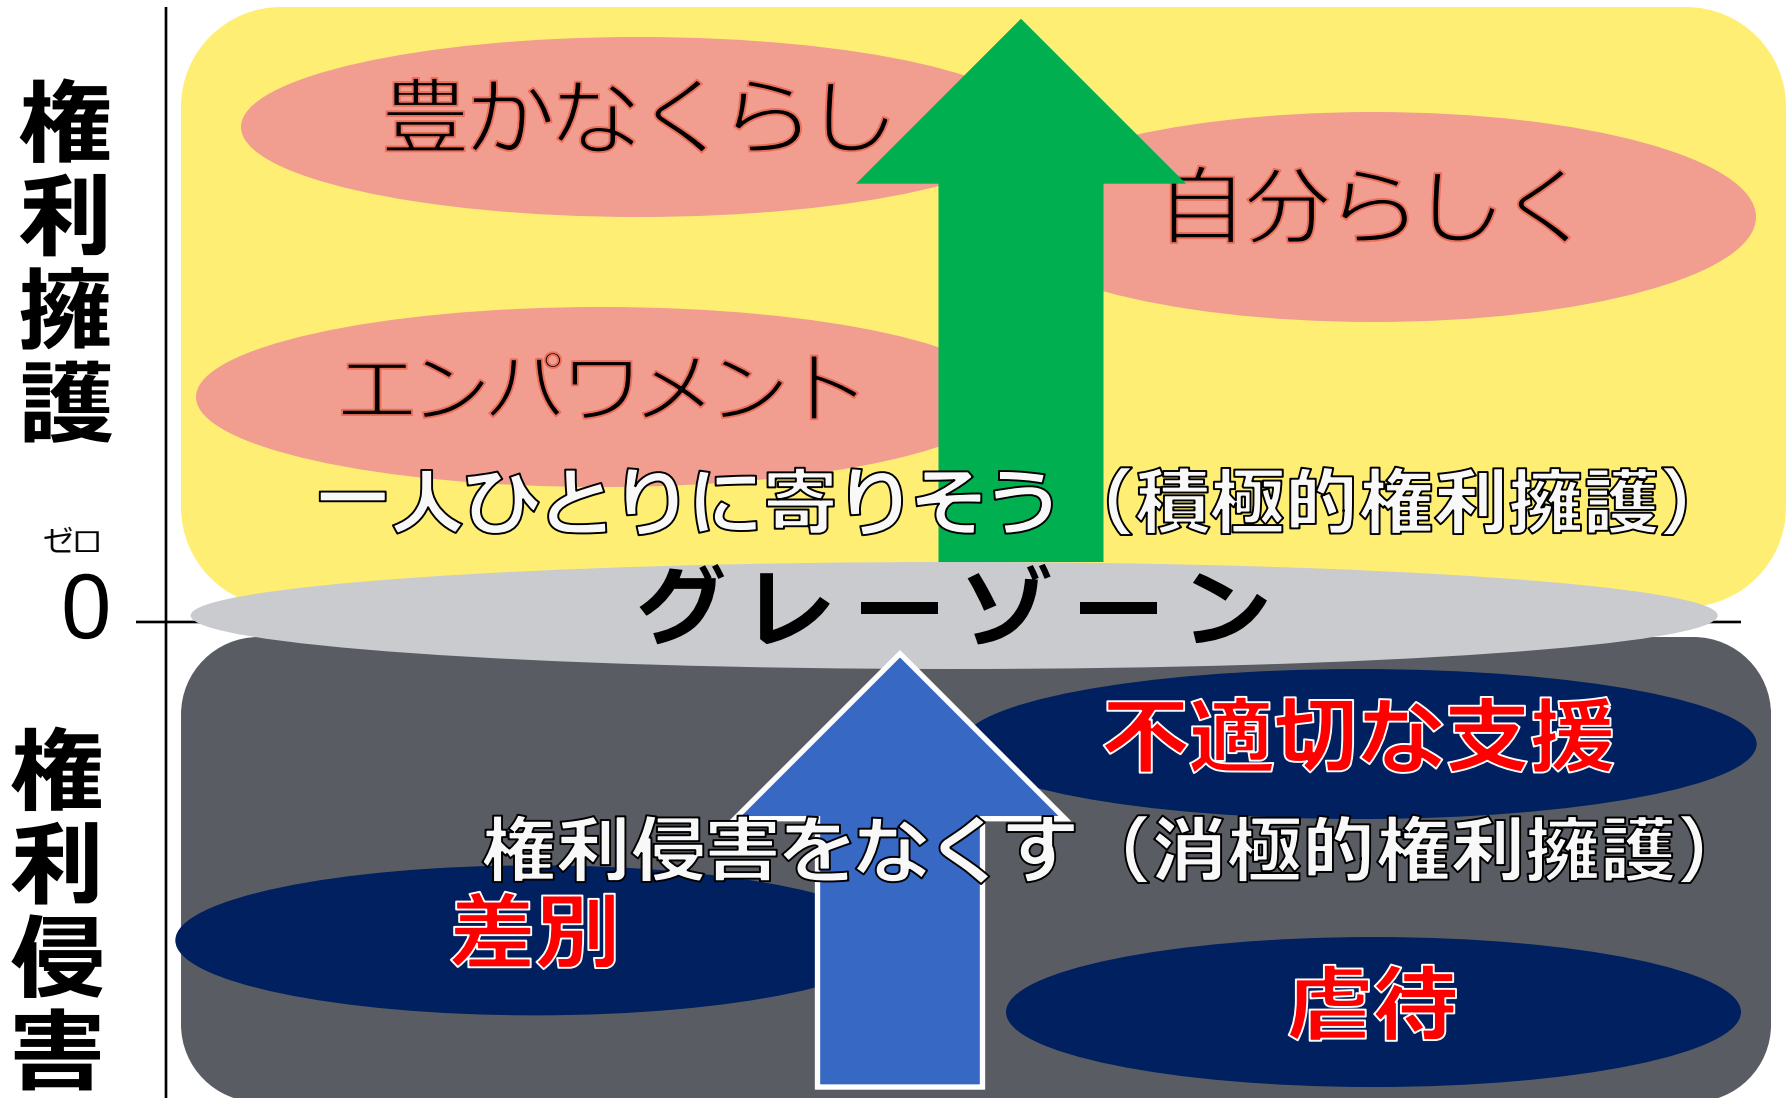 権利擁護
豊かなくらし
自分らしく
エンパワメント
一人ひとりに寄りそう（積極的権利擁護）
ゼロ
0
グレーゾーン
権利侵害
不適切な支援
権利侵害をなくす（消極的権利擁護）
差別
虐待